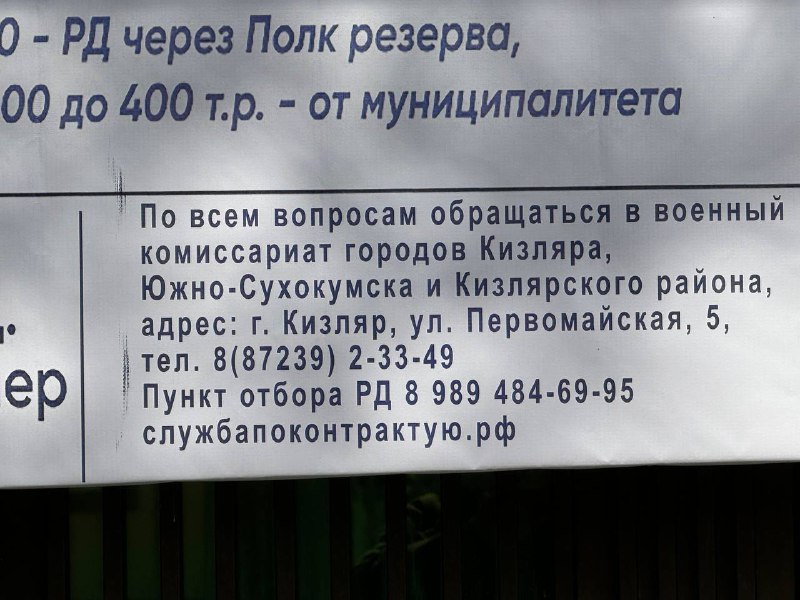 0 - РД через Полк резерва,
00 до 400 т.р. - от муниципалитета
По всем вопросам обращаться в военный
комиссариат городов Кизляра,
Южно-Сухокумска и Кизлярского района,
адрес: г. Кизляр, ул. Первомайская, 5,
тел. 8(87239) 2-33-49
ер
Пункт отбора РД 8 989 484-69-95
службапоконтрактую.рф